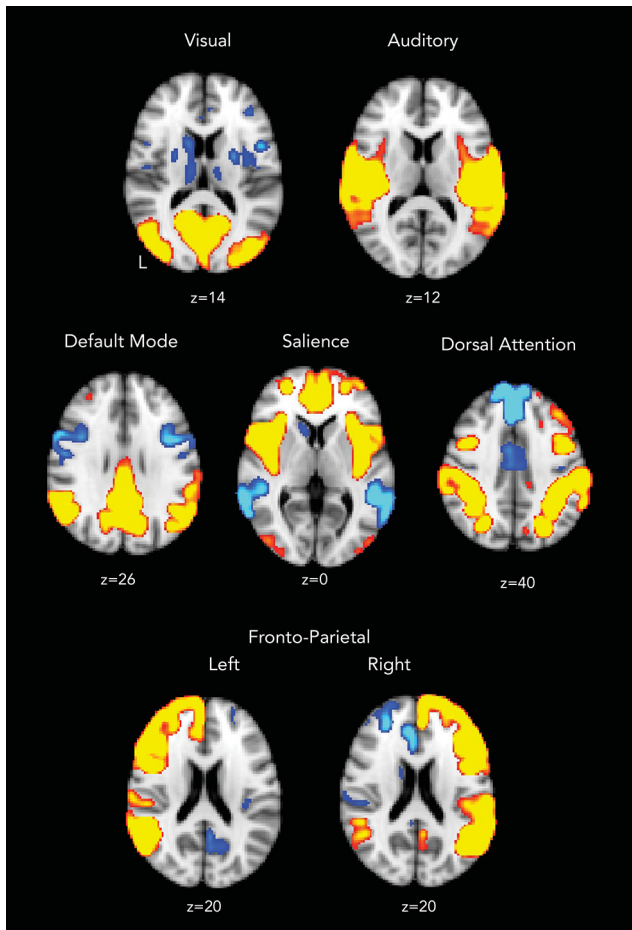 Visual Auditory
L
z=14 z=12
Default Mode Salience Dorsal Attention
z=26 z=0 z=40
Fronto-Parietal
Left Right
z=20 z=20